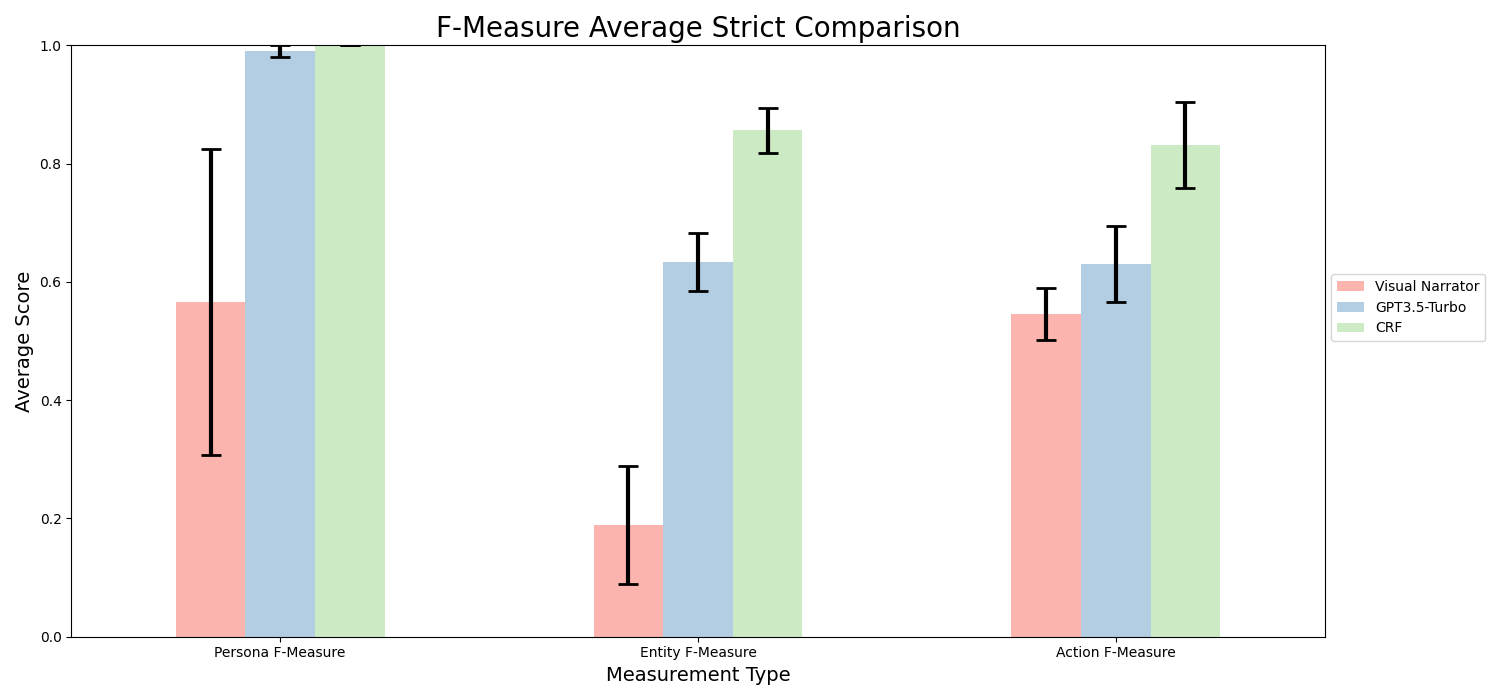 F-Measure Average Strict Comparison
Average Score
1.0
0.8
0.6
0.4
0.2
0.0
Persona F-Measure
Entity F-Measure
Action F-Measure
Measurement Type
Visual Narrator
GPT3.5-Turbo
CRF